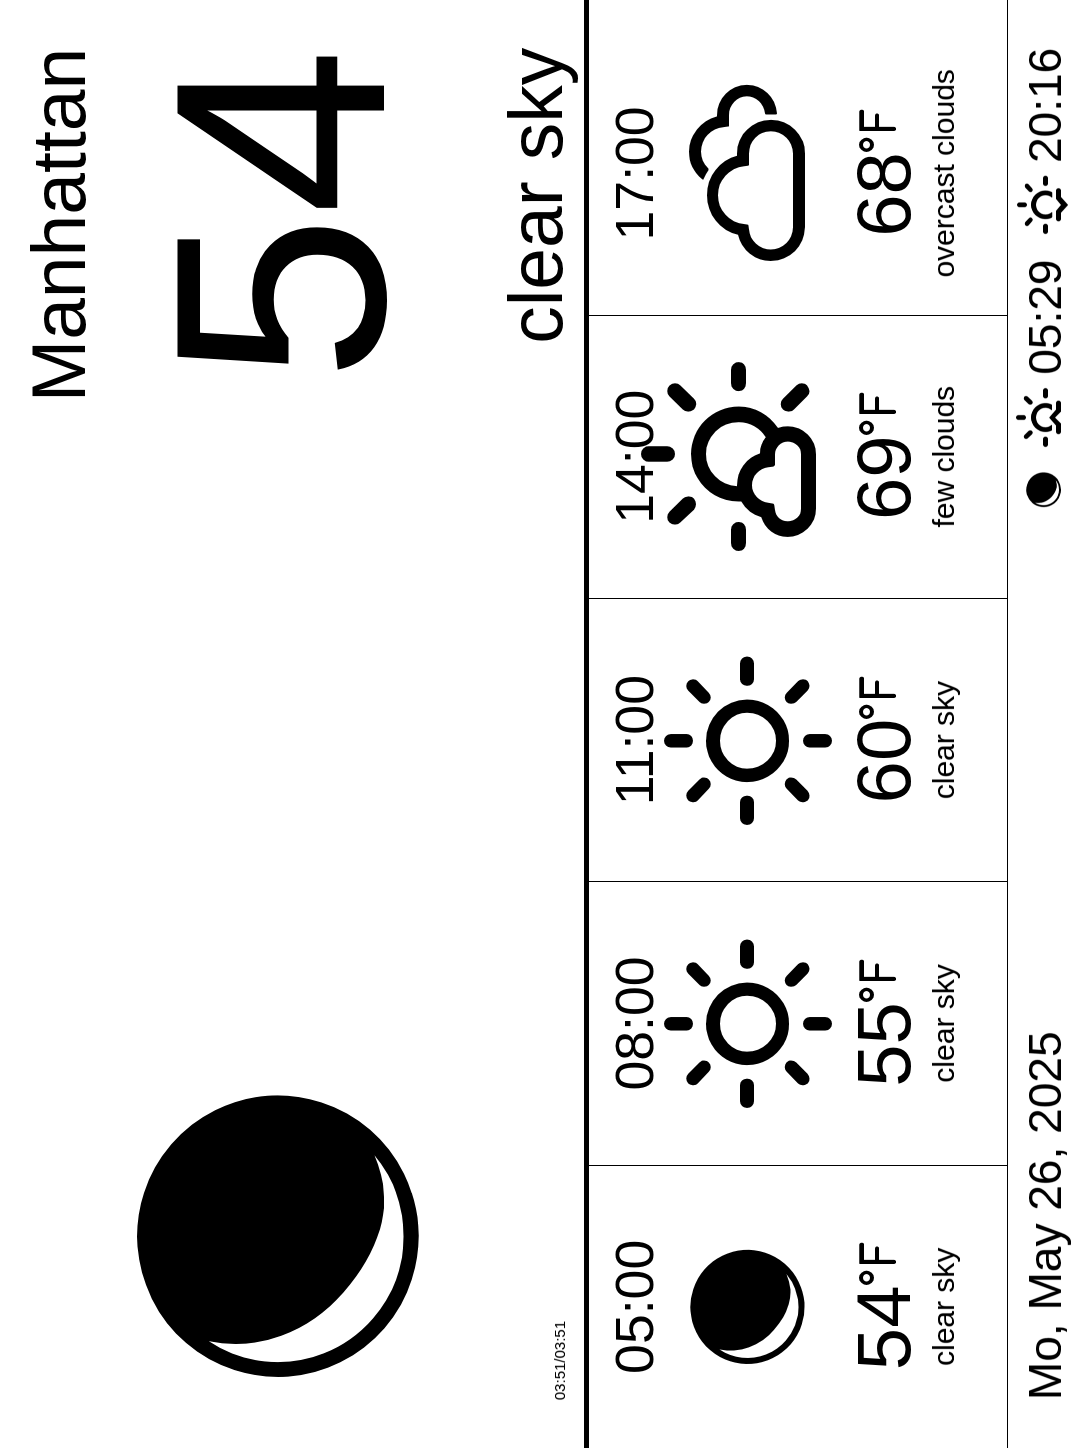 Manhattan
54
clear sky
03:51/03:51
05:00
54°F
clear sky
08:00
55°F
clear sky
11:00
60°F
clear sky
14:00
69°F
few clouds
17:00
68°F
overcast clouds
Mo, May 26, 2025
05:29
20:16